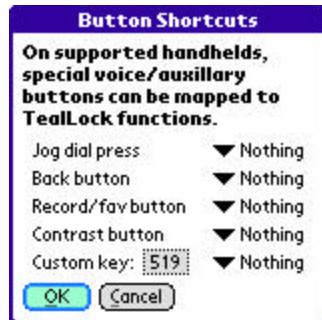 Button Shortcuts
On supported handhelds,
special voice/auxillary
buttons can be mapped to
TealLock functions.
Jog dial press Nothing
Back button Nothing
Record/fav button Nothing
Contrast button Nothing
Custom key: 519 Nothing
OK Cancel